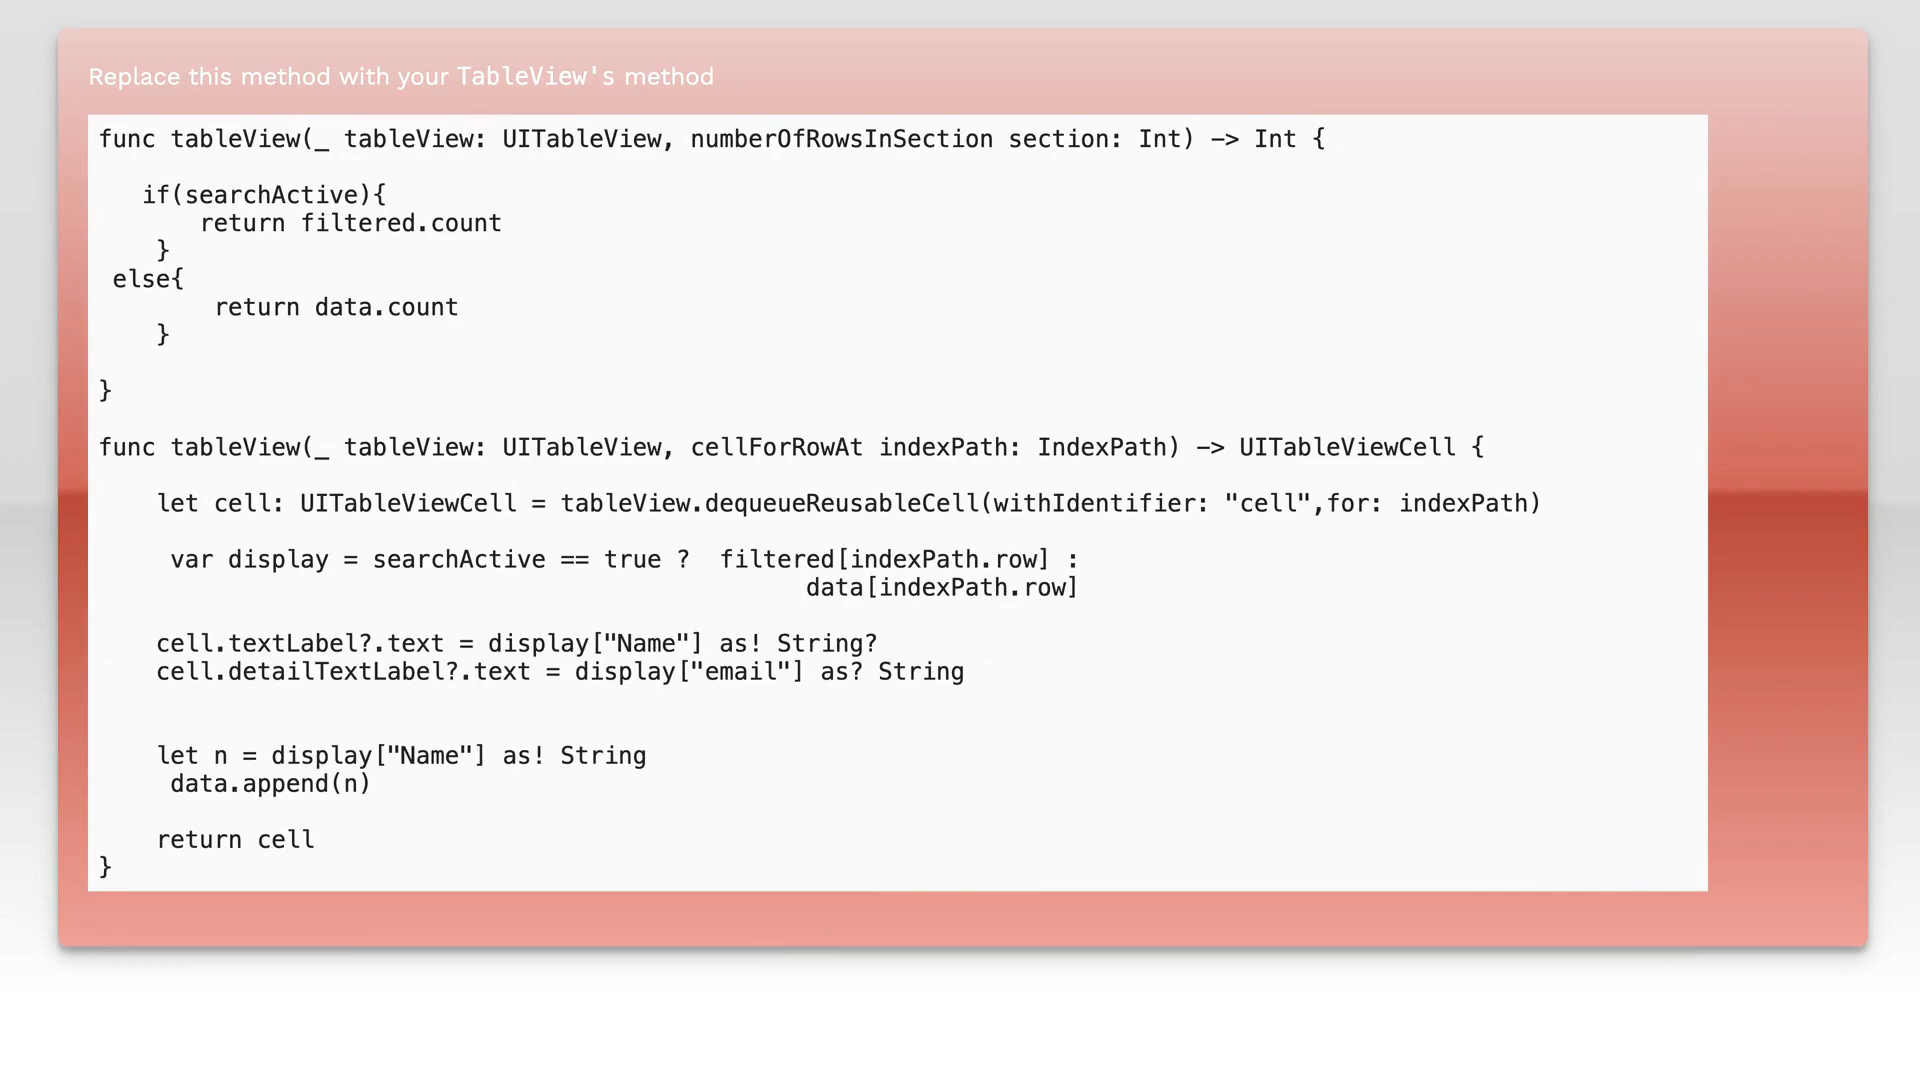 Replace this method with your TableView's method
func tableView(_ tableView: UITableView, numberOfRowsInSection section: Int) -> Int {
if(searchActive){
return filtered.count
}
else{
return data.count
}
}
func tableView(_ tableView: UITableView, cellForRowAt indexPath: IndexPath) -> UITableViewCell {
let cell: UITableViewCell = tableView.dequeueReusableCell(withIdentifier: "cell",for: indexPath)
var display = searchActive == true ?  filtered[indexPath.row] :
data[indexPath.row]
cell.textLabel?.text = display["Name"] as! String?
cell.detailTextLabel?.text = display["email"] as? String
let n = display["Name"] as! String
data.append(n)
return cell
}